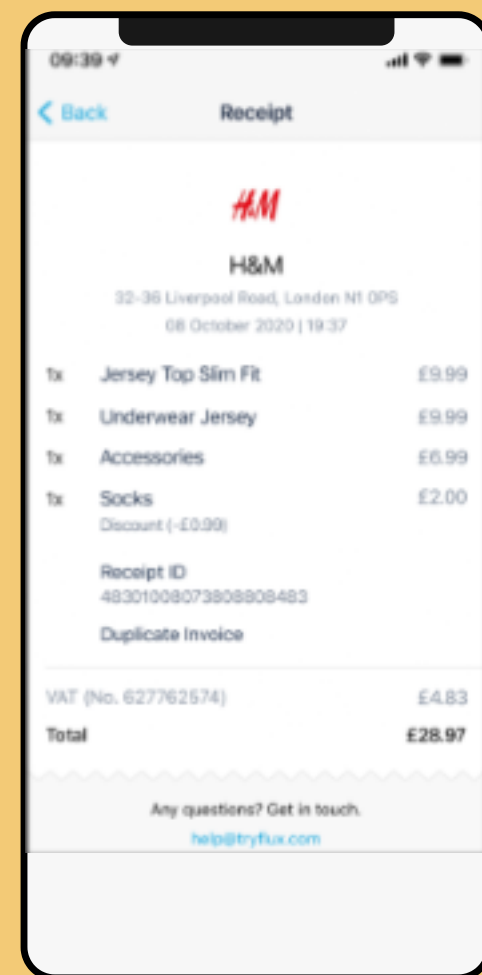 09:39
Back Receipt
H&M
H&M
32-36 Liverpool Road, London N1 0PS
08 October 2020 | 19:37
1x Jersey Top Slim Fit £9.99
1x Underwear Jersey £9.99
1x Accessories £6.99
1x Socks £2.00
Discount (-£0.99)
Receipt ID
48301008073808808483
Duplicate Invoice
VAT (No. 627762574) £4.83
Total £28.97
Any questions? Get in touch.
help@tryflux.com